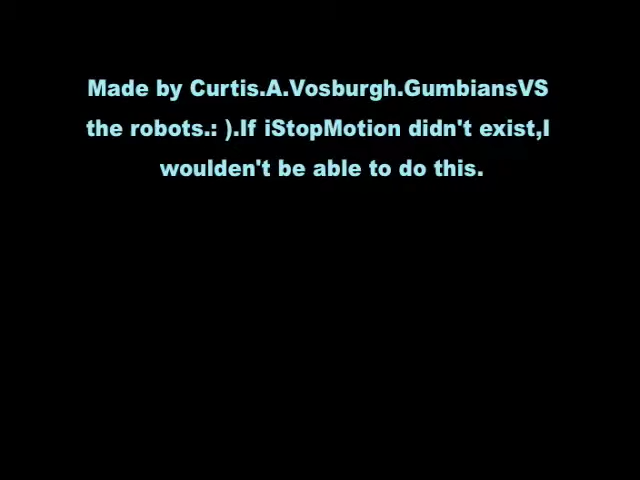 Made by Curtis.A.Vosburgh.GumbiansVS
the robots.: ).If iStopMotion didn't exist,I
woulden't be able to do this.